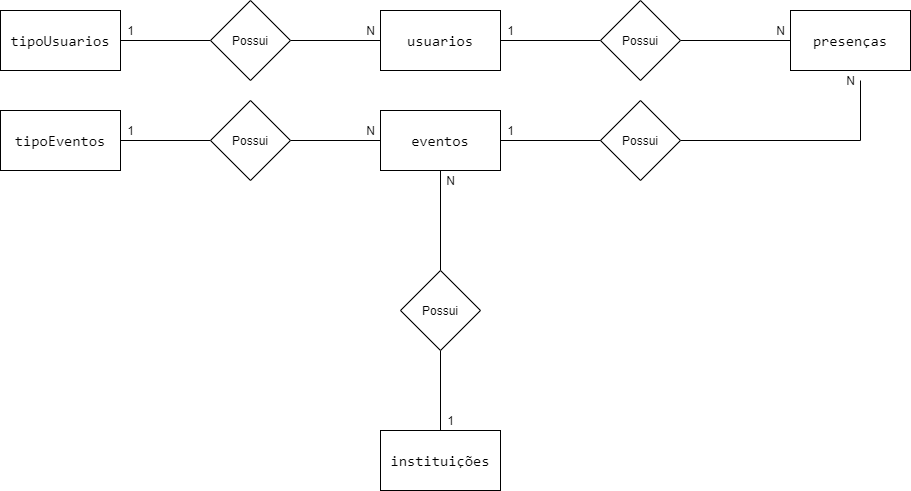 tipoUsuarios 1 Possui N usuarios 1 Possui N presenças
N
tipoEventos 1 Possui N eventos 1 Possui
N
Possui
1
instituições